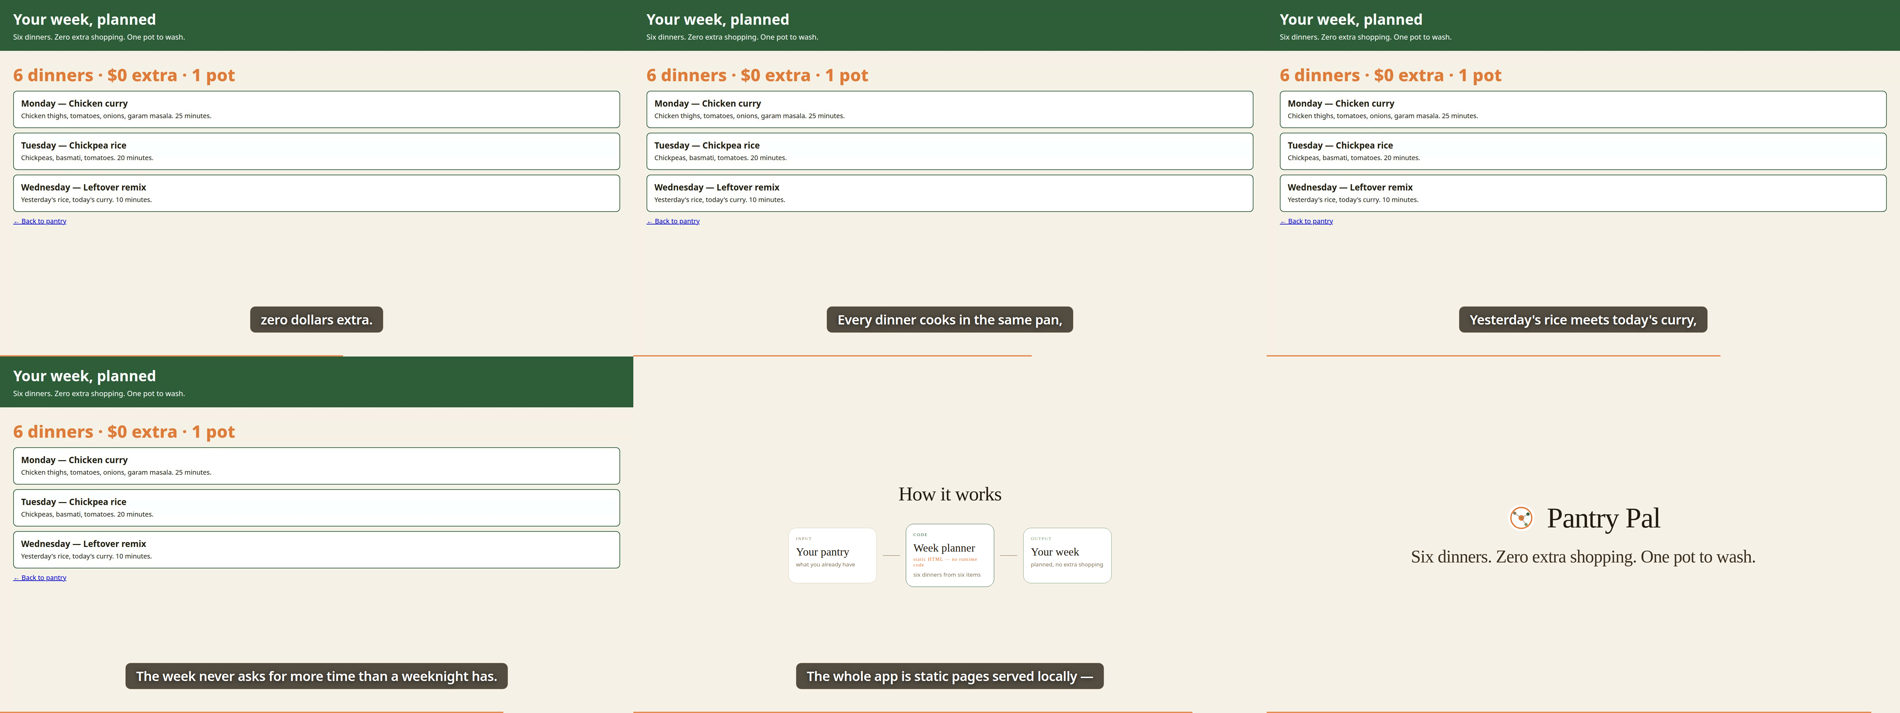 Your week, planned
Six dinners. Zero extra shopping. One pot to wash.
6 dinners · $0 extra · 1 pot
Monday — Chicken curry
Chicken thighs, tomatoes, onions, garam masala. 25 minutes.
Tuesday — Chickpea rice
Chickpeas, basmati, tomatoes. 20 minutes.
Wednesday — Leftover remix
Yesterday's rice, today's curry. 10 minutes.
← Back to pantry
zero dollars extra.
Your week, planned
Six dinners. Zero extra shopping. One pot to wash.
6 dinners · $0 extra · 1 pot
Monday — Chicken curry
Chicken thighs, tomatoes, onions, garam masala. 25 minutes.
Tuesday — Chickpea rice
Chickpeas, basmati, tomatoes. 20 minutes.
Wednesday — Leftover remix
Yesterday's rice, today's curry. 10 minutes.
← Back to pantry
Every dinner cooks in the same pan,
Your week, planned
Six dinners. Zero extra shopping. One pot to wash.
6 dinners · $0 extra · 1 pot
Monday — Chicken curry
Chicken thighs, tomatoes, onions, garam masala. 25 minutes.
Tuesday — Chickpea rice
Chickpeas, basmati, tomatoes. 20 minutes.
Wednesday — Leftover remix
Yesterday's rice, today's curry. 10 minutes.
← Back to pantry
Yesterday's rice meets today's curry,
Your week, planned
Six dinners. Zero extra shopping. One pot to wash.
6 dinners · $0 extra · 1 pot
Monday — Chicken curry
Chicken thighs, tomatoes, onions, garam masala. 25 minutes.
Tuesday — Chickpea rice
Chickpeas, basmati, tomatoes. 20 minutes.
Wednesday — Leftover remix
Yesterday's rice, today's curry. 10 minutes.
← Back to pantry
The week never asks for more time than a weeknight has.
How it works
INPUT
Your pantry
what you already have
CODE
Week planner
static HTML — no runtime
code
six dinners from six items
OUTPUT
Your week
planned, no extra shopping
The whole app is static pages served locally —
Pantry Pal
Six dinners. Zero extra shopping. One pot to wash.